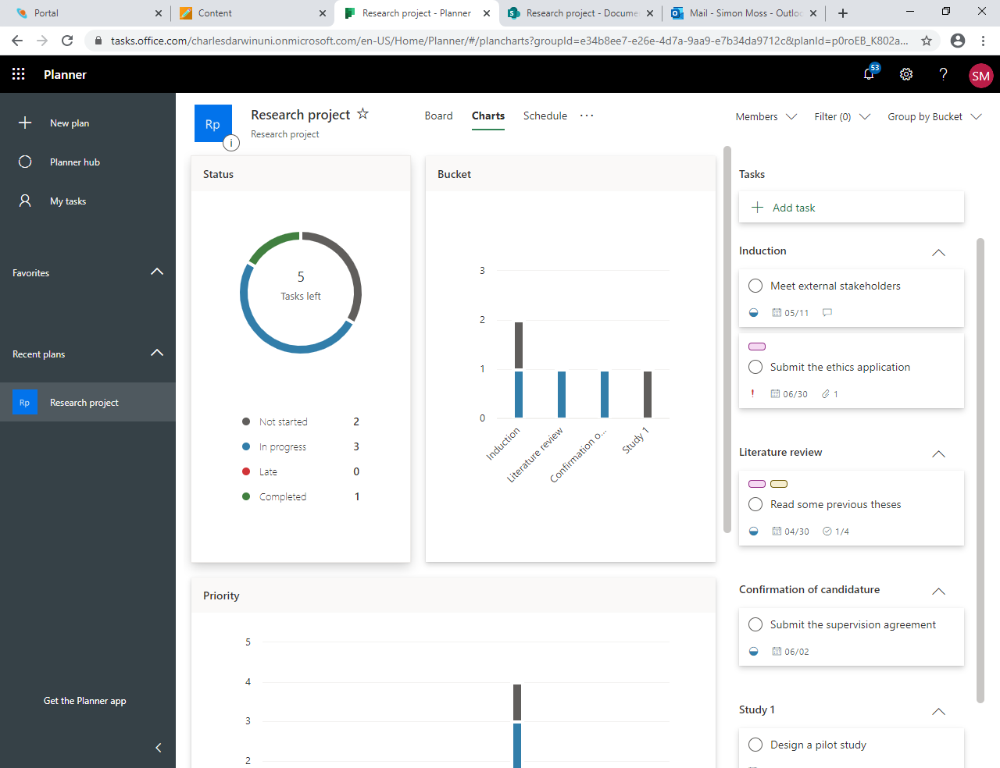 Portal
Content
Research project - Planner
Research project - Docume
Mail - Simon Moss - Outloo
tasks.office.com/charlesdarwinuni.onmicrosoft.com/en-US/Home/Planner/#/plancharts?groupId=e34b8ee7-e26e-4d7a-9aa9-e7b34da9712c&planId=p0roEB_K802a...
Planner
53
?
SM
New plan
Planner hub
My tasks
Favorites
Recent plans
Rp
Research project
Get the Planner app
Rp
i
Research project
Research project
Board
Charts
Schedule
...
Members
Filter (0)
Group by Bucket
Status
5
Tasks left
Not started 2
In progress 3
Late 0
Completed 1
Bucket
3
2
1
0
Induction
Literature review
Confirmation o...
Study 1
Priority
5
4
3
2
Tasks
Add task
Induction
Meet external stakeholders
05/11
Submit the ethics application
! 06/30 1
Literature review
Read some previous theses
04/30 1/4
Confirmation of candidature
Submit the supervision agreement
06/02
Study 1
Design a pilot study